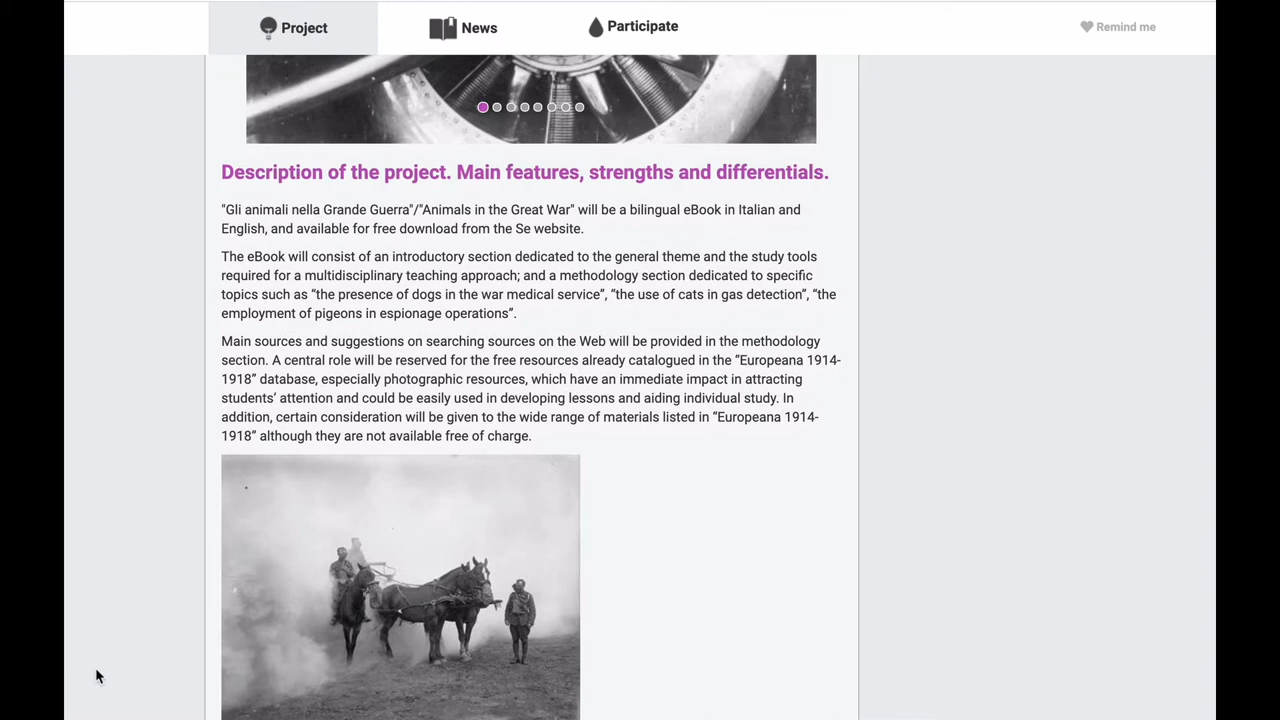 Project
News
Participate
Remind me
Description of the project. Main features, strengths and differentials.
"Gli animali nella Grande Guerra"/"Animals in the Great War" will be a bilingual eBook in Italian and
English, and available for free download from the Se website.
The eBook will consist of an introductory section dedicated to the general theme and the study tools
required for a multidisciplinary teaching approach; and a methodology section dedicated to specific
topics such as “the presence of dogs in the war medical service”, “the use of cats in gas detection”, “the
employment of pigeons in espionage operations”.
Main sources and suggestions on searching sources on the Web will be provided in the methodology
section. A central role will be reserved for the free resources already catalogued in the “Europeana 1914-
1918” database, especially photographic resources, which have an immediate impact in attracting
students’ attention and could be easily used in developing lessons and aiding individual study. In
addition, certain consideration will be given to the wide range of materials listed in “Europeana 1914-
1918” although they are not available free of charge.